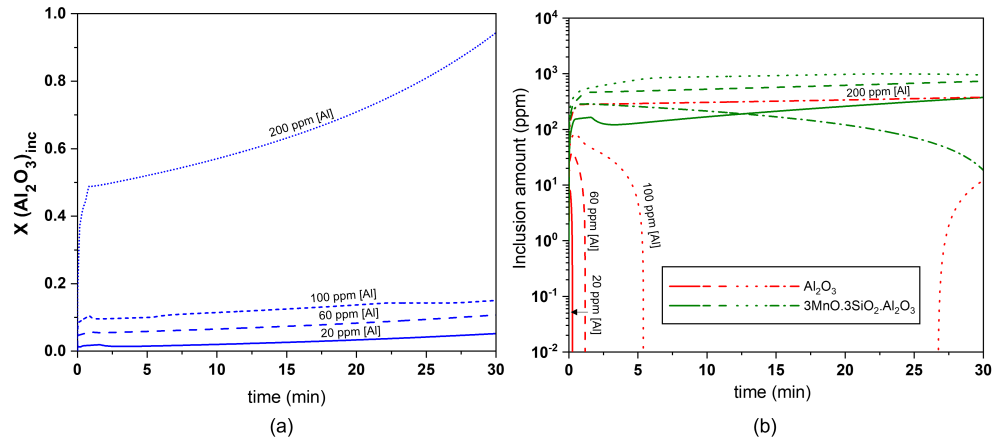 1.0
0.8
0.6
0.4
0.2
0.0
X (Al2O3)inc
200 ppm [Al]
100 ppm [Al]
60 ppm [Al]
20 ppm [Al]
0 5 10 15 20 25 30
time (min)
(a)
10^4
10^3
10^2
10^1
10^0
10^-1
10^-2
Inclusion amount (ppm)
200 ppm [Al]
100 ppm [Al]
60 ppm [Al]
20 ppm [Al]
Al2O3
3MnO.3SiO2.Al2O3
0 5 10 15 20 25 30
time (min)
(b)